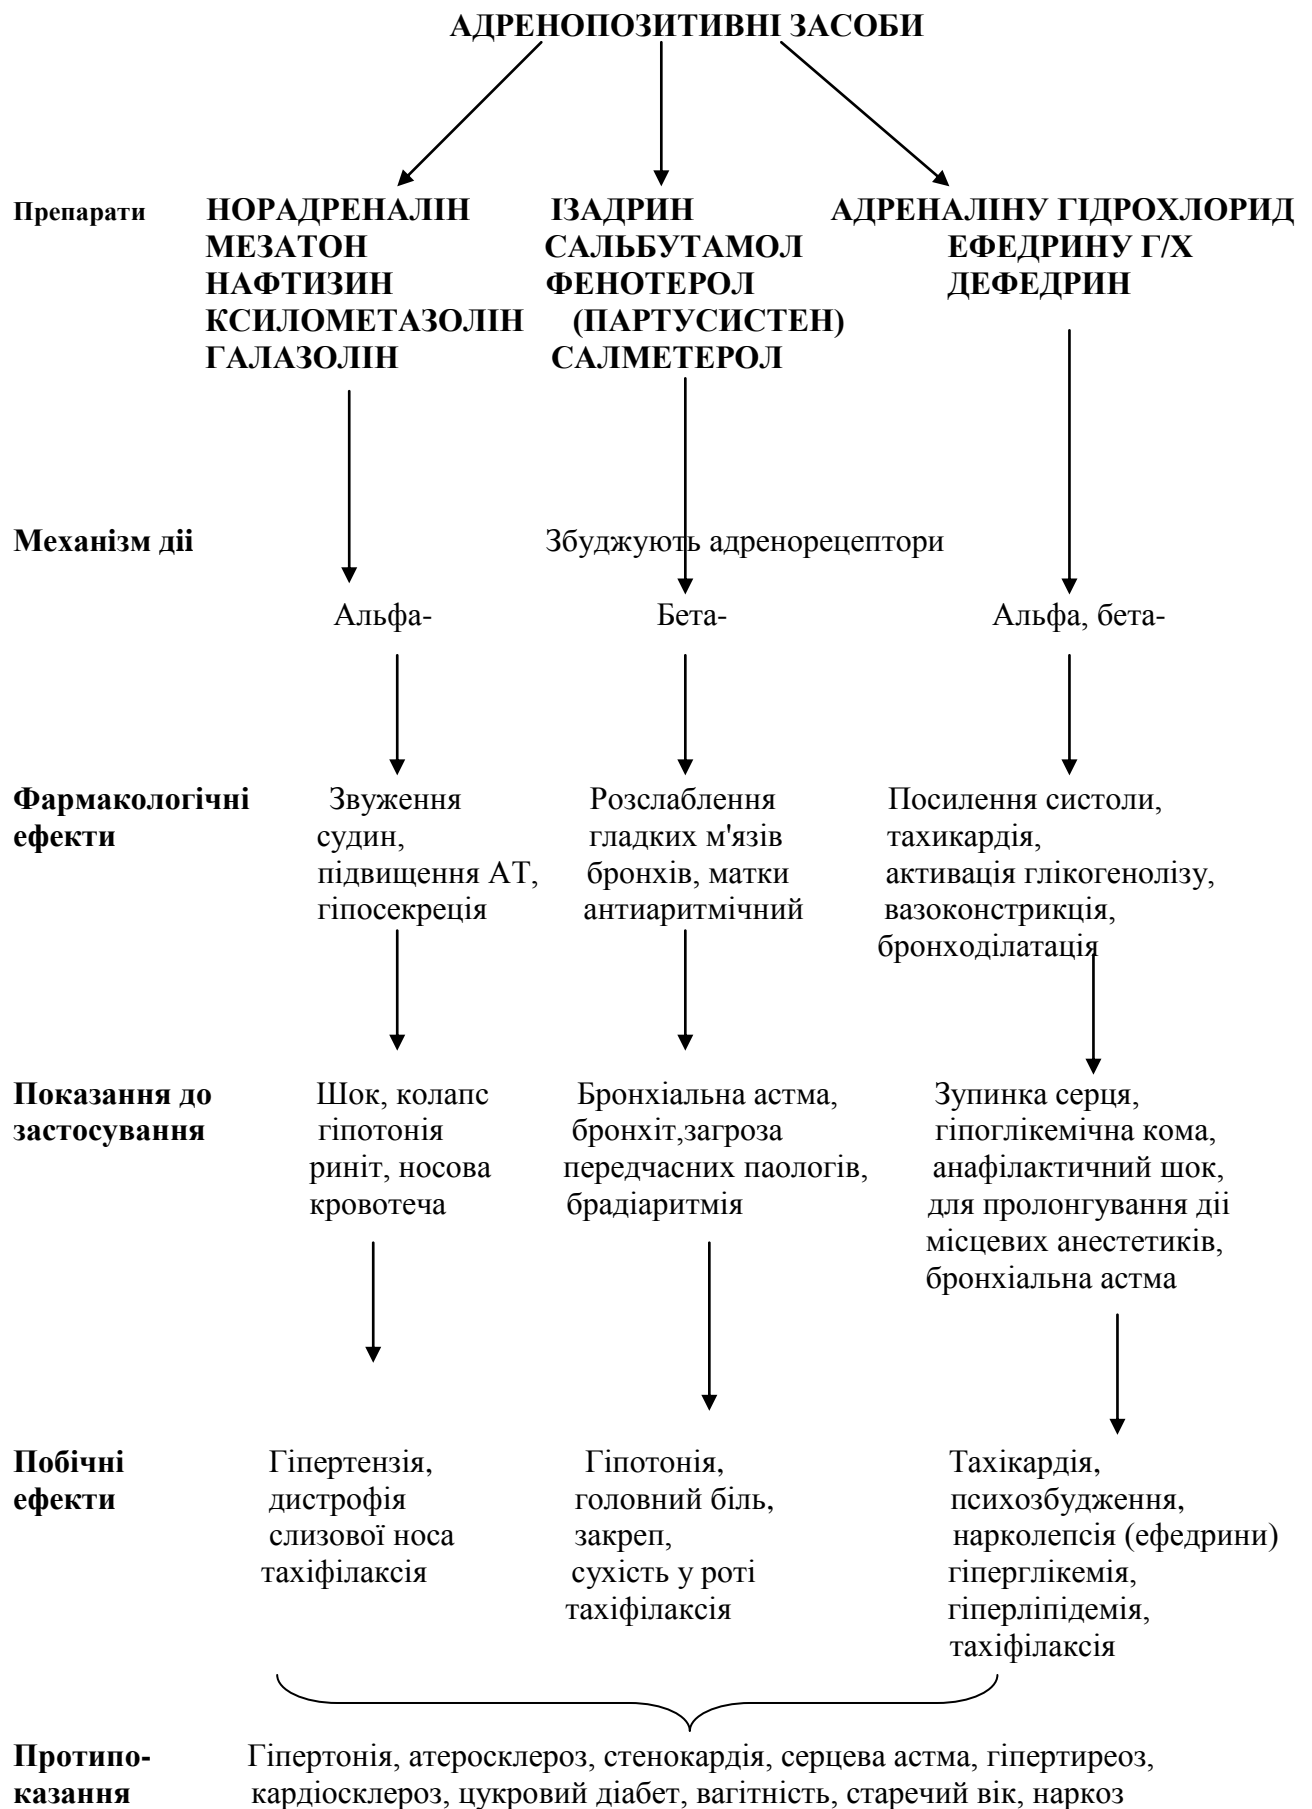 АДРЕНОПОЗИТИВНІ ЗАСОБИ
Препарати НОРАДРЕНАЛІН ІЗАДРИН АДРЕНАЛІНУ ГІДРОХЛОРИД
МЕЗАТОН САЛЬБУТАМОЛ ЕФЕДРИНУ Г/Х
НАФТИЗИН ФЕНОТЕРОЛ ДЕФЕДРИН
КСИЛОМЕТАЗОЛІН (ПАРТУСИСТЕН)
ГАЛАЗОЛІН САЛМЕТЕРОЛ
Механізм діі Збуджують адренорецептори
Альфа- Бета- Альфа, бета-
Фармакологічні Звуження Розслаблення Посилення систоли,
ефекти судин, гладких м'язів тахикардія,
підвищення АТ, бронхів, матки активація глікогенолізу,
гіпосекреція антиаритмічний вазоконстрикція,
бронходілатація
Показання до Шок, колапс Бронхіальна астма, Зупинка серця,
застосування гіпотонія бронхіт,загроза гіпоглікемічна кома,
риніт, носова передчасних паологів, анафілактичний шок,
кровотеча брадіаритмія для пролонгування діі
місцевих анестетиків,
бронхіальна астма
Побічні Гіпертензія, Гіпотонія, Тахікардія,
ефекти дистрофія головний біль, психозбудження,
слизової носа закреп, нарколепсія (ефедрини)
тахіфілаксія сухість у роті гіперглікемія,
тахіфілаксія гіперліпідемія,
тахіфілаксія
Протипо- Гіпертонія, атеросклероз, стенокардія, серцева астма, гіпертиреоз,
казання кардіосклероз, цукровий діабет, вагітність, старечий вік, наркоз